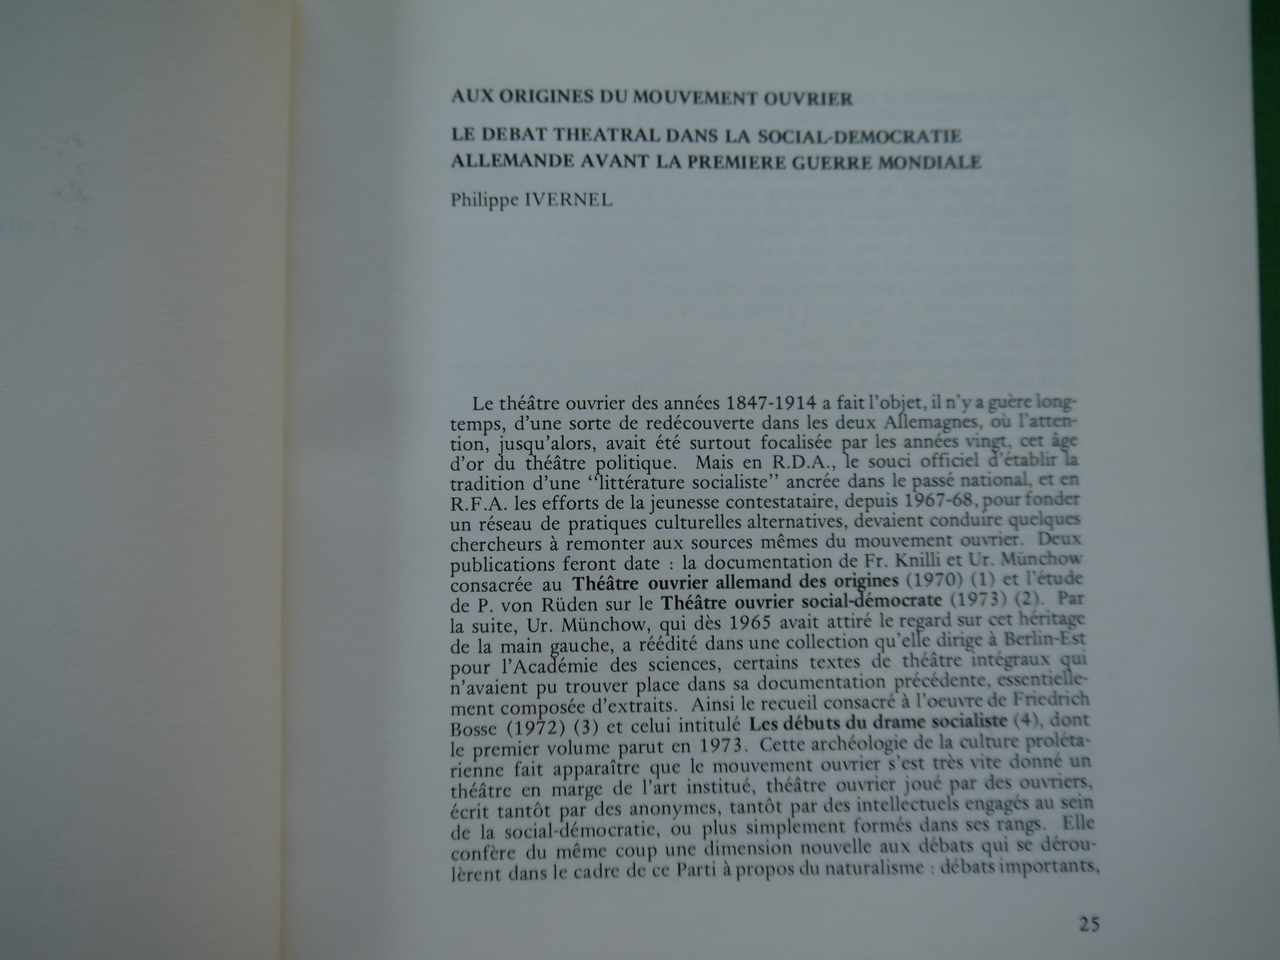 AUX ORIGINES DU MOUVEMENT OUVRIER
LE DEBAT THEATRAL DANS LA SOCIAL-DEMOCRATIE
ALLEMANDE AVANT LA PREMIERE GUERRE MONDIALE
Philippe IVERNEL
Le théâtre ouvrier des années 1847-1914 a fait l'objet, il n'y a guère long-
temps, d'une sorte de redécouverte dans les deux Allemagnes, où l'atten-
tion, jusqu'alors, avait été surtout focalisée par les années vingt, cet âge
d'or du théâtre politique. Mais en R.D.A., le souci officiel d'établir la
tradition d'une "littérature socialiste" ancrée dans le passé national, et en
R.F.A. les efforts de la jeunesse contestataire, depuis 1967-68, pour fonder
un réseau de pratiques culturelles alternatives, devaient conduire quelques
chercheurs à remonter aux sources mêmes du mouvement ouvrier. Deux
publications feront date : la documentation de Fr. Knilli et Ur. Münchow
consacrée au Théâtre ouvrier allemand des origines (1970) (1) et l'étude
de P. von Rüden sur le Théâtre ouvrier social-démocrate (1973) (2). Par
la suite, Ur. Münchow, qui dès 1965 avait attiré le regard sur cet héritage
de la main gauche, a réédité dans une collection qu'elle dirige à Berlin-Est
pour l'Académie des sciences, certains textes de théâtre intégraux qui
n'avaient pu trouver place dans sa documentation précédente, essentielle-
ment composée d'extraits. Ainsi le recueil consacré à l'oeuvre de Friedrich
Bosse (1972) (3) et celui intitulé Les débuts du drame socialiste (4), dont
le premier volume parut en 1973. Cette archéologie de la culture proléta-
rienne fait apparaître que le mouvement ouvrier s'est très vite donné un
théâtre en marge de l'art institué, théâtre ouvrier joué par des ouvriers,
écrit tantôt par des anonymes, tantôt par des intellectuels engagés au sein
de la social-démocratie, ou plus simplement formés dans ses rangs. Elle
confère du même coup une dimension nouvelle aux débats qui se dérou-
lèrent dans le cadre de ce Parti à propos du naturalisme : débats importants,
25